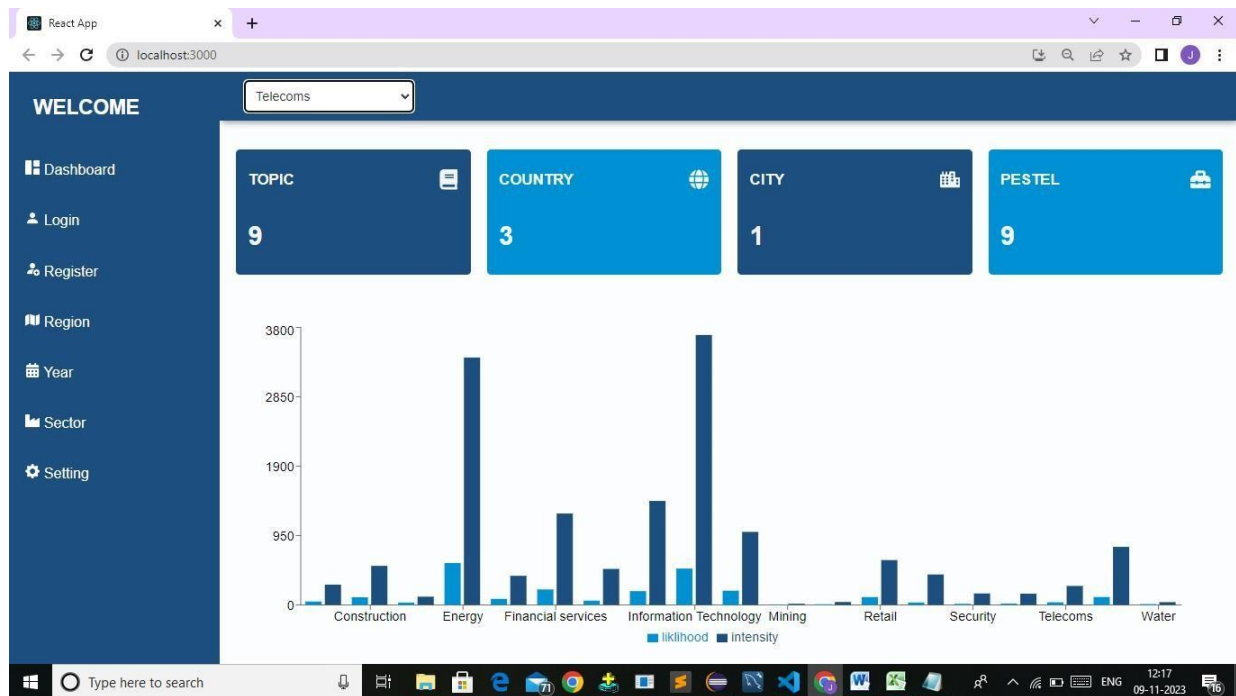 React App
localhost:3000
J
WELCOME
Telecoms
Dashboard
Login
Register
Region
Year
Sector
Setting
TOPIC
9
COUNTRY
3
CITY
1
PESTEL
9
3800
2850
1900
950
0
Construction Energy Financial services Information Technology Mining Retail Security Telecoms Water
liklihood intensity
Type here to search
71
ENG
12:17
09-11-2023
16